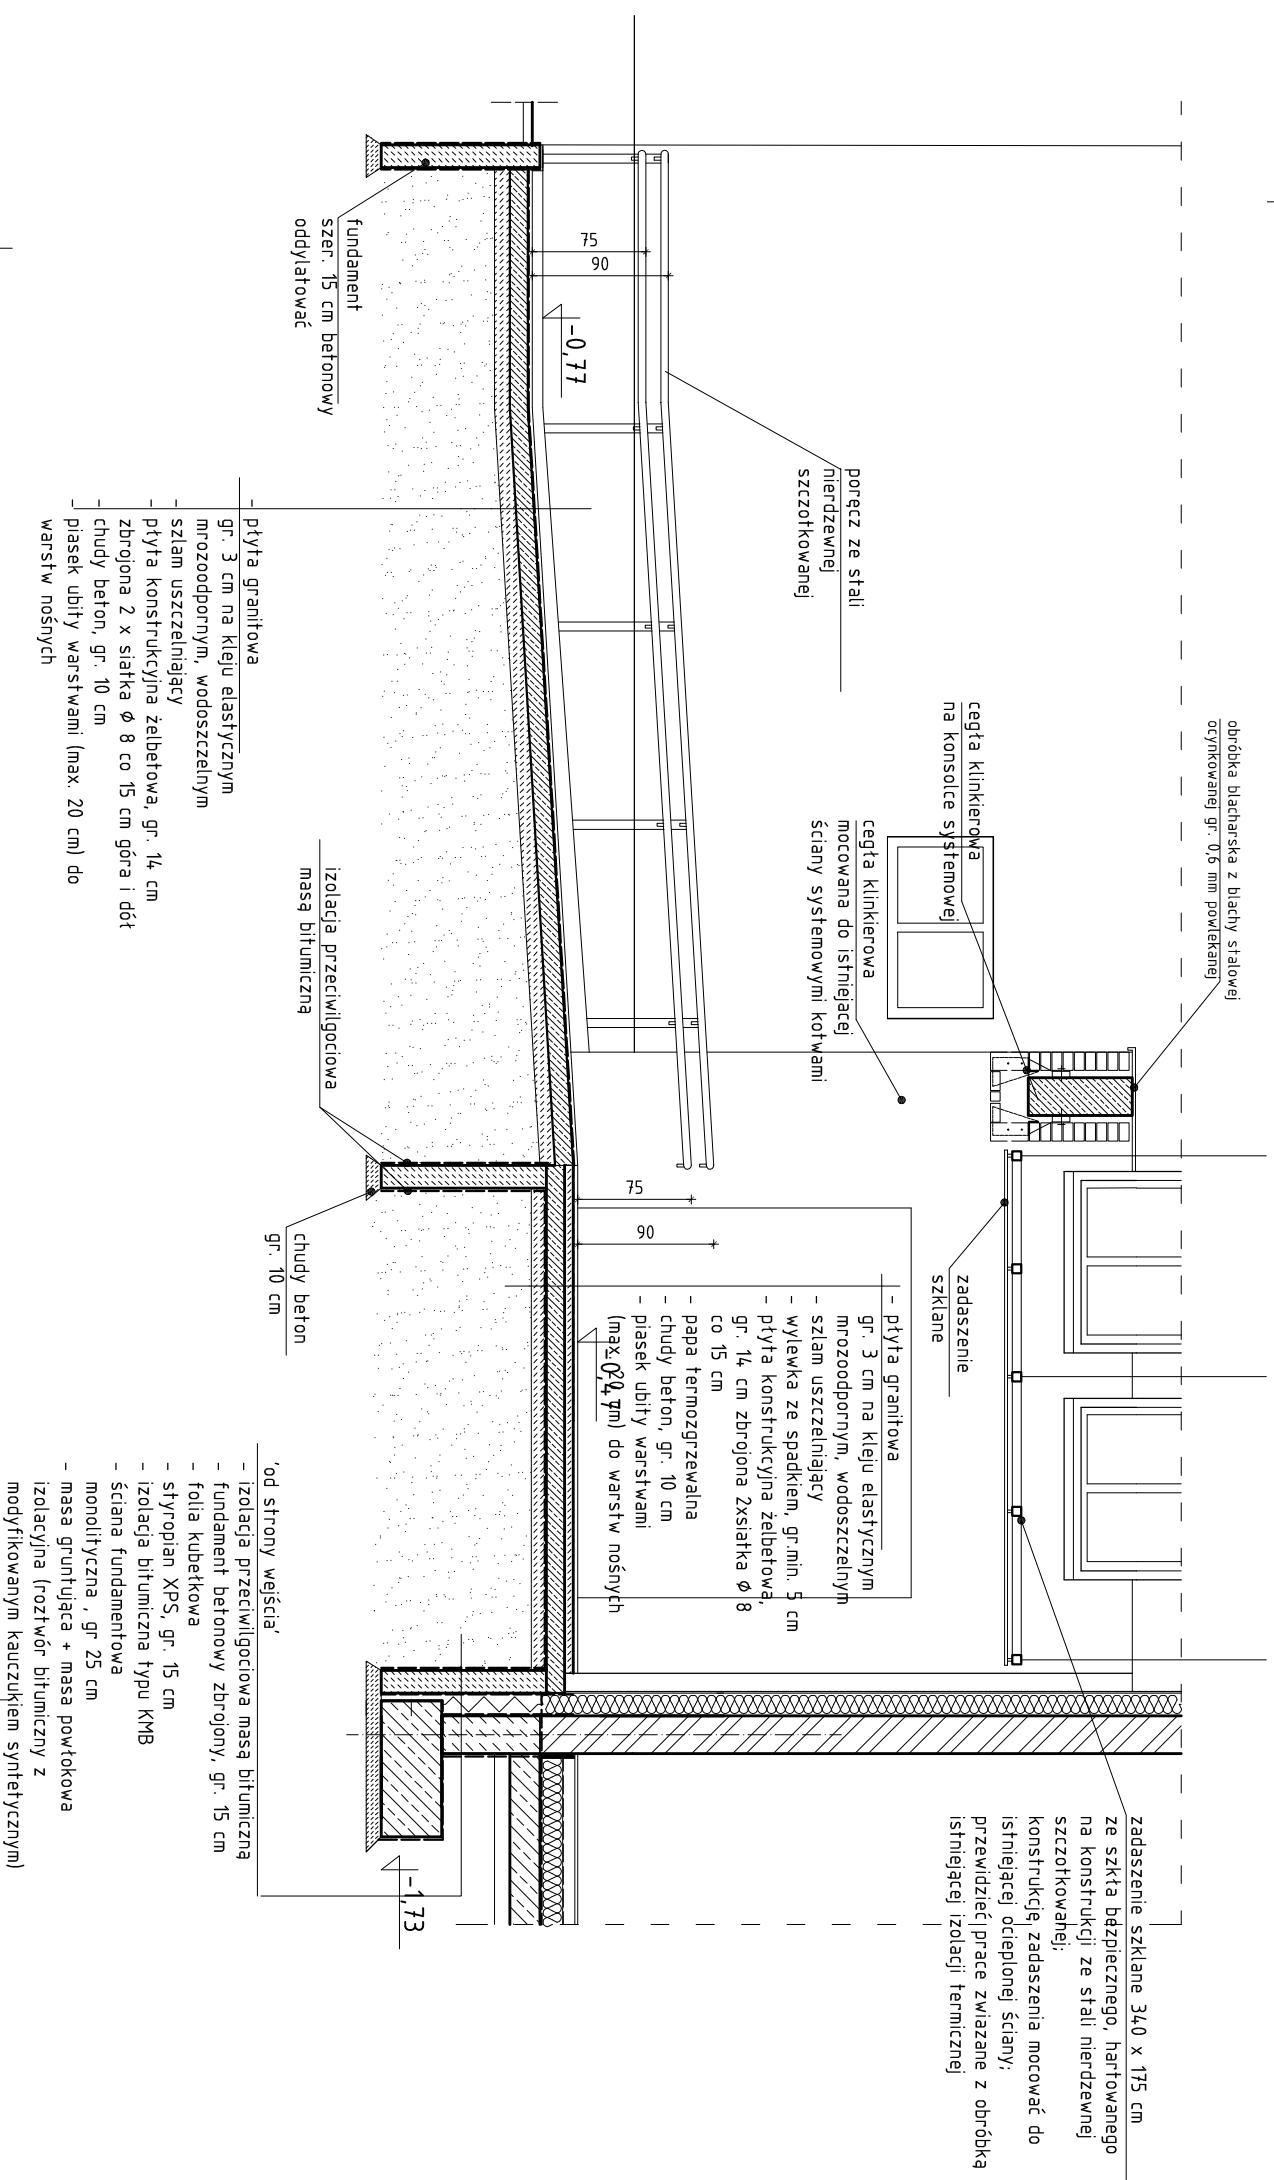 obróbka blacharska z blachy stalowej
ocynkowanej gr. 0,6 mm powlekanej
cegła klinkierowa
na konsolce systemowej
cegła klinkierowa
mocowana do istniejącej
ściany systemowymi kotwami
poręcz ze stali
nierdzewnej
szczotkowanej
75
90
-0,77
fundament
szer. 15 cm betonowy
oddylatować
- płyta granitowa
gr. 3 cm na kleju elastycznym
mrozoodpornym, wodoszczelnym
- szlam uszczelniający
- płyta konstrukcyjna żelbetowa, gr. 14 cm
zbrojona 2 x siatka ϕ 8 co 15 cm góra i dół
- chudy beton, gr. 10 cm
- piasek ubity warstwami (max. 20 cm) do
warstw nośnych
izolacja przeciwilgociowa
masą bitumiczną
chudy beton
gr. 10 cm
zadaszenie
szklane
75
90
- płyta granitowa
gr. 3 cm na kleju elastycznym
mrozoodpornym, wodoszczelnym
- szlam uszczelniający
- wylewka ze spadkiem, gr.min. 5 cm
- płyta konstrukcyjna żelbetowa,
gr. 14 cm zbrojona 2xsiatka ϕ 8
co 15 cm
- papa termozgrzewalna
- chudy beton, gr. 10 cm
- piasek ubity warstwami
(max. 20 cm) do warstw nośnych
-0,47
zadaszenie szklane 340 x 175 cm
ze szkła bezpiecznego, hartowanego
na konstrukcji ze stali nierdzewnej
szczotkowanej;
konstrukcję zadaszenia mocować do
istniejącej ocieplonej ściany;
przewidzieć prace związane z obróbką
istniejącej izolacji termicznej
'od strony wejścia'
- izolacja przeciwilgociowa masą bitumiczną
- fundament betonowy zbrojony, gr. 15 cm
- folia kubełkowa
- styropian XPS, gr. 15 cm
- izolacja bitumiczna typu KMB
- ściana fundamentowa
monolityczna , gr 25 cm
- masa gruntująca + masa powłokowa
izolacyjna (roztwór bitumiczny z
modyfikowanym kauczukiem syntetycznym)
-1,73